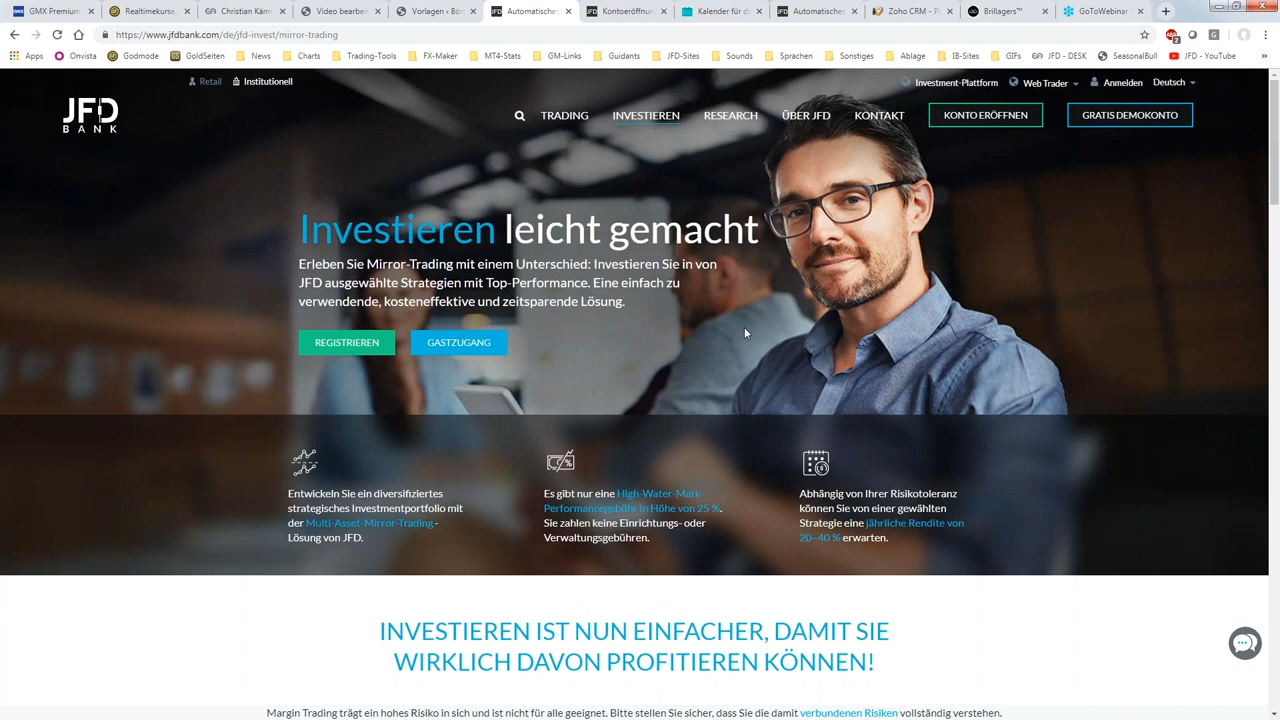 GMX Premium
Realtimekurse
Christian Käm
Video bearbei
Vorlagen ‹ Bö
Automatisches
Kontoeröffnun
Kalender für d
Automatisches
Zoho CRM - P
Brillagers™
GoToWebinar
https://www.jfdbank.com/de/jfd-invest/mirror-trading
Apps
Onvista
Godmode
GoldSeiten
News
Charts
Trading-Tools
FX-Maker
MT4-Stats
GM-Links
Guidants
JFD-Sites
Sounds
Sprachen
Sonstiges
Ablage
IB-Sites
GIFs
JFD - DESK
SeasonalBull
JFD - YouTube
»
Retail
Institutionell
Investment-Plattform
Web Trader
Anmelden
Deutsch
JFD
BANK
TRADING
INVESTIEREN
RESEARCH
ÜBER JFD
KONTAKT
KONTO ERÖFFNEN
GRATIS DEMOKONTO
Investieren leicht gemacht
Erleben Sie Mirror-Trading mit einem Unterschied: Investieren Sie in von
JFD ausgewählte Strategien mit Top-Performance. Eine einfach zu
verwendende, kosteneffektive und zeitsparende Lösung.
REGISTRIEREN
GASTZUGANG
Entwickeln Sie ein diversifiziertes
strategisches Investmentportfolio mit
der Multi-Asset-Mirror-Trading -
Lösung von JFD.
Es gibt nur eine High-Water-Mark-
Performancegebühr in Höhe von 25 %.
Sie zahlen keine Einrichtungs- oder
Verwaltungsgebühren.
Abhängig von Ihrer Risikotoleranz
können Sie von einer gewählten
Strategie eine jährliche Rendite von
20–40 % erwarten.
INVESTIEREN IST NUN EINFACHER, DAMIT SIE
WIRKLICH DAVON PROFITIEREN KÖNNEN!
Margin Trading trägt ein hohes Risiko in sich und ist nicht für alle geeignet. Bitte stellen Sie sicher, dass Sie die damit verbundenen Risiken vollständig verstehen.